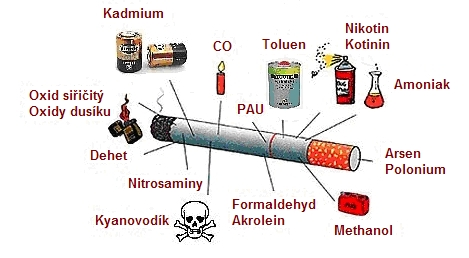 Kadmium
CO
Toluen
Nikotin
Kotinin
Oxid siřičitý
Oxidy dusíku
PAU
Amoniak
Dehet
Arsen
Polonium
Nitrosaminy
Kyanovodík
Formaldehyd
Akrolein
Methanol